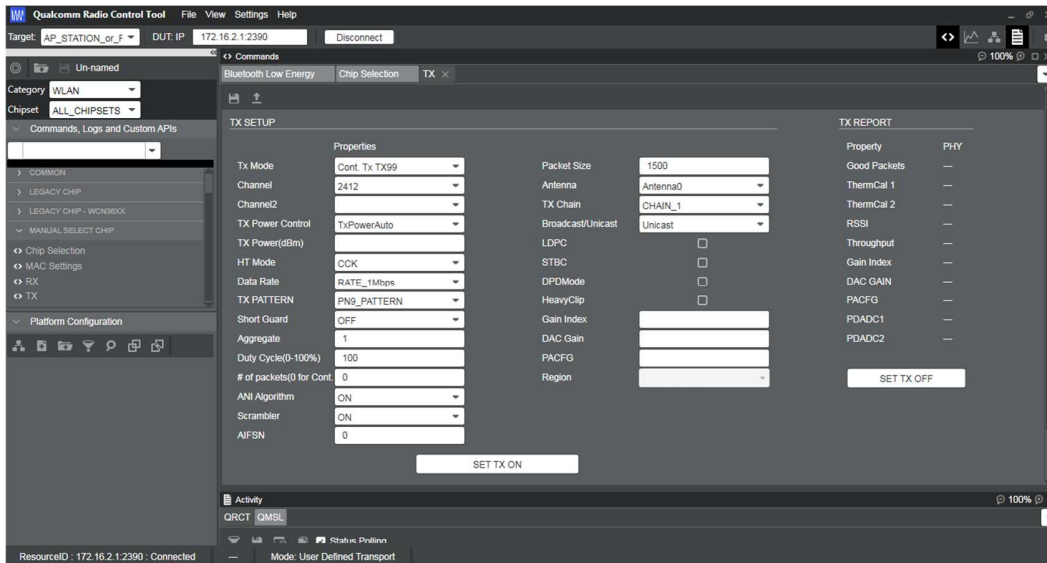 Qualcomm Radio Control Tool File View Settings Help
Target: AP_STATION_or_F DUT: IP 172.16.2.1:2390 Disconnect
Commands 100%
Un-named
Bluetooth Low Energy Chip Selection TX
Category WLAN
Chipset ALL_CHIPSETS
Commands, Logs and Custom APIs
COMMON
LEGACY CHIP
LEGACY CHIP - WCN36XX
MANUAL SELECT CHIP
Chip Selection
MAC Settings
RX
TX
Platform Configuration
TX SETUP
Properties
Tx Mode Cont. Tx TX99
Channel 2412
Channel2
TX Power Control TxPowerAuto
TX Power(dBm)
HT Mode CCK
Data Rate RATE_1Mbps
TX PATTERN PN9_PATTERN
Short Guard OFF
Aggregate 1
Duty Cycle(0-100%) 100
# of packets(0 for Cont. 0
ANI Algorithm ON
Scrambler ON
AIFSN 0
Packet Size 1500
Antenna Antenna0
TX Chain CHAIN_1
Broadcast/Unicast Unicast
LDPC
STBC
DPDMode
HeavyClip
Gain Index
DAC Gain
PACFG
Region
SET TX ON
TX REPORT
Property PHY
Good Packets ---
ThermCal 1 ---
ThermCal 2 ---
RSSI ---
Throughput ---
Gain Index ---
DAC GAIN ---
PACFG ---
PDADC1 ---
PDADC2 ---
SET TX OFF
Activity 100%
QRCT QMSL
Status Polling
ResourceID : 172.16.2.1:2390 : Connected --- Mode: User Defined Transport